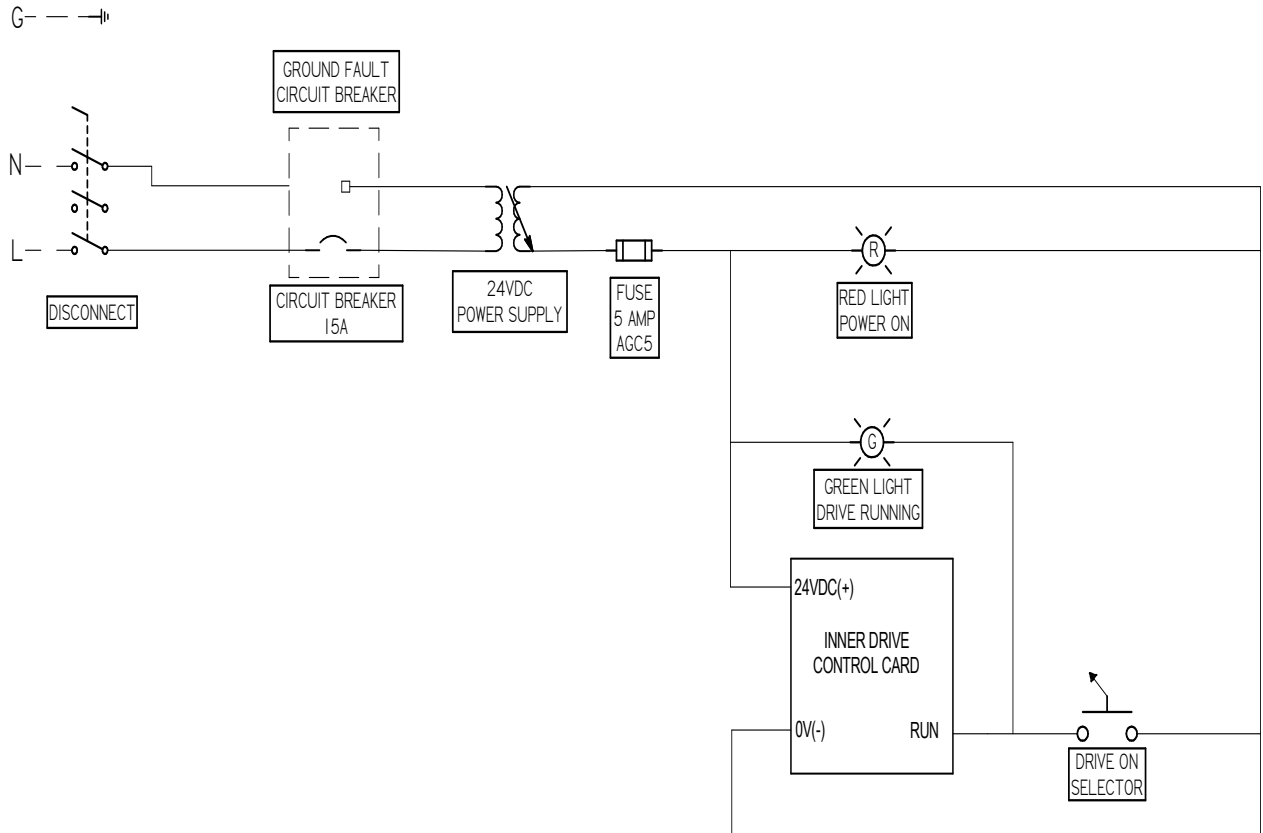 G
GROUND FAULT
CIRCUIT BREAKER
N
L
DISCONNECT
CIRCUIT BREAKER
15A
24VDC
POWER SUPPLY
FUSE
5 AMP
AGC5
R
RED LIGHT
POWER ON
G
GREEN LIGHT
DRIVE RUNNING
24VDC(+)
INNER DRIVE
CONTROL CARD
0V(-)
RUN
DRIVE ON
SELECTOR